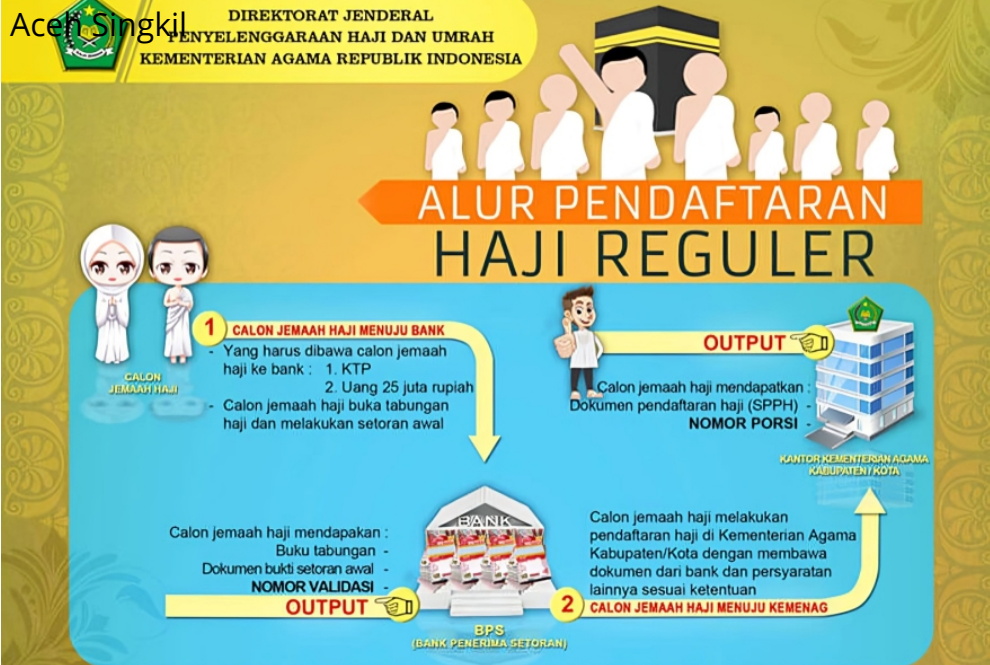 Aceh Singkil
DIREKTORAT JENDERAL
PENYELENGGARAAN HAJI DAN UMRAH
KEMENTERIAN AGAMA REPUBLIK INDONESIA
ALUR PENDAFTARAN
HAJI REGULER
CALON
JEMAAH HAJI
1 CALON JEMAAH HAJI MENUJU BANK
- Yang harus dibawa calon jemaah
haji ke bank : 1. KTP
2. Uang 25 juta rupiah
- Calon jemaah haji buka tabungan
haji dan melakukan setoran awal
Calon jemaah haji mendapakan :
Buku tabungan -
Dokumen bukti setoran awal -
NOMOR VALIDASI -
OUTPUT
BANK
BPS
(BANK PENERIMA SETORAN)
Calon jemaah haji melakukan
pendaftaran haji di Kementerian Agama
Kabupaten/Kota dengan membawa
dokumen dari bank dan persyaratan
lainnya sesuai ketentuan
2 CALON JEMAAH HAJI MENUJU KEMENAG
OUTPUT
Calon jemaah haji mendapatkan :
Dokumen pendaftaran haji (SPPH) -
NOMOR PORSI -
KANTOR KEMENTERIAN AGAMA
KABUPATEN / KOTA